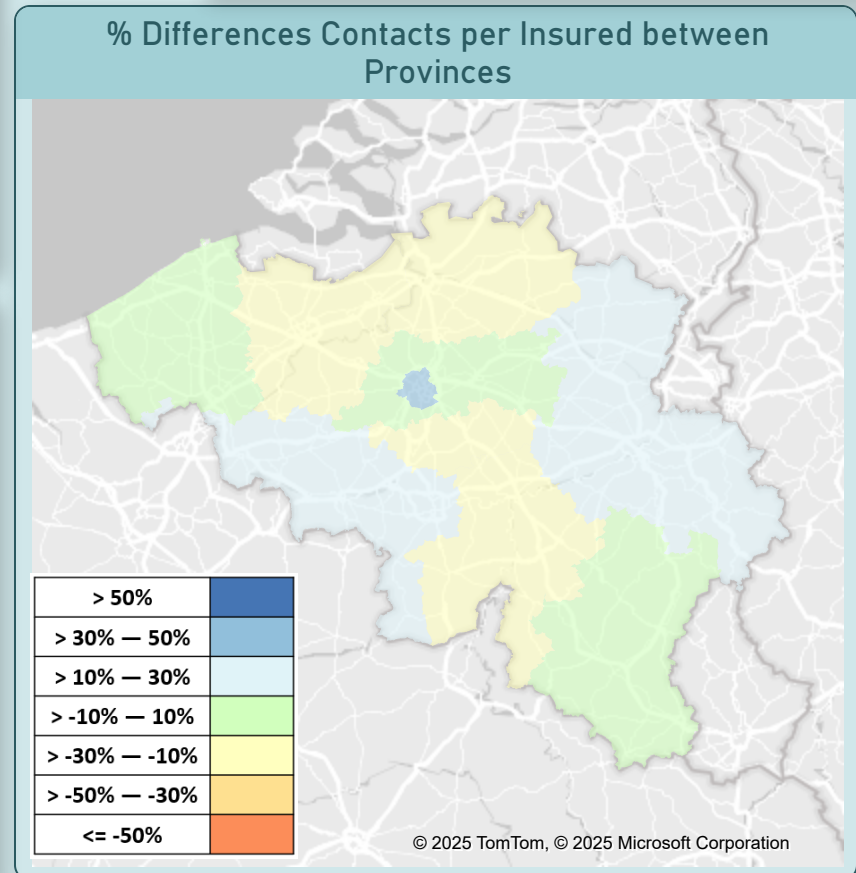 % Differences Contacts per Insured between
Provinces
> 50%
> 30% — 50%
> 10% — 30%
> -10% — 10%
> -30% — -10%
> -50% — -30%
<= -50%
© 2025 TomTom, © 2025 Microsoft Corporation